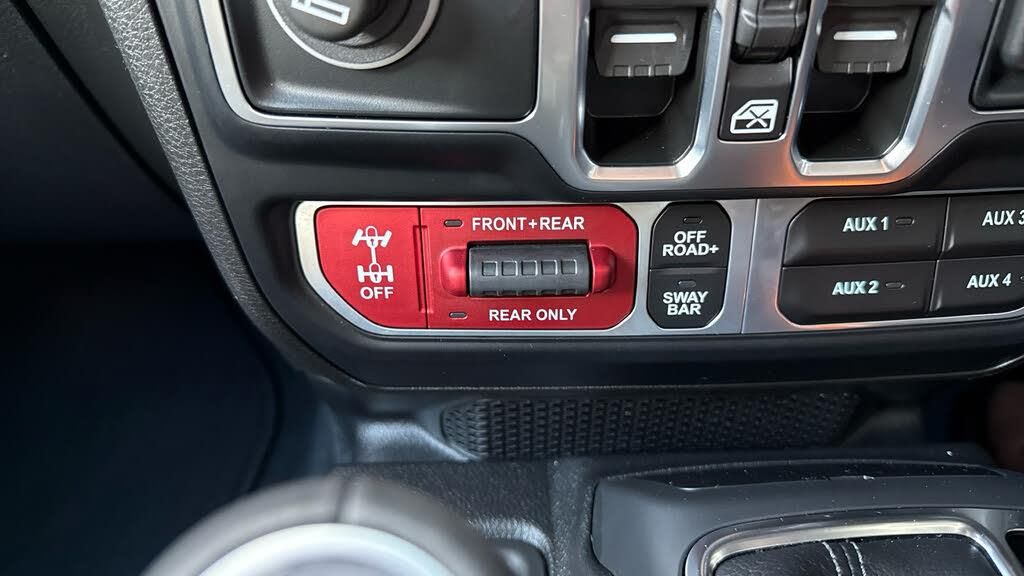 FRONT+REAR
OFF
REAR ONLY
OFF
ROAD+
SWAY
BAR
AUX 1
AUX 3
AUX 2
AUX 4